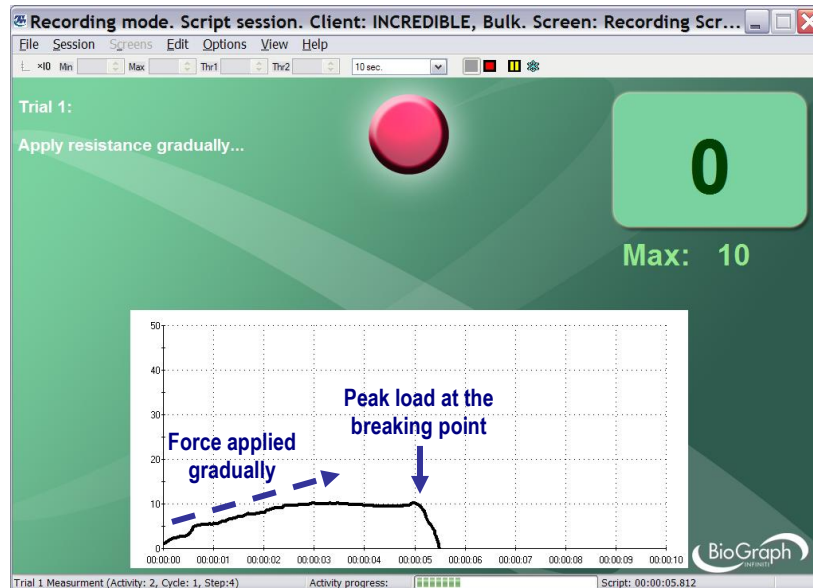 Recording mode. Script session. Client: INCREDIBLE, Bulk. Screen: Recording Scr...
File Session Screens Edit Options View Help
×10 Min Max Thr1 Thr2 10 sec.
Trial 1:
Apply resistance gradually...
0
Max: 10
50
40
30
20
10
0
Peak load at the
breaking point
Force applied
gradually
00:00:00 00:00:01 00:00:02 00:00:03 00:00:04 00:00:05 00:00:06 00:00:07 00:00:08 00:00:09 00:00:10
BioGraph
INFINITI
Trial 1 Measurment (Activity: 2, Cycle: 1, Step:4) Activity progress: Script: 00:00:05.812